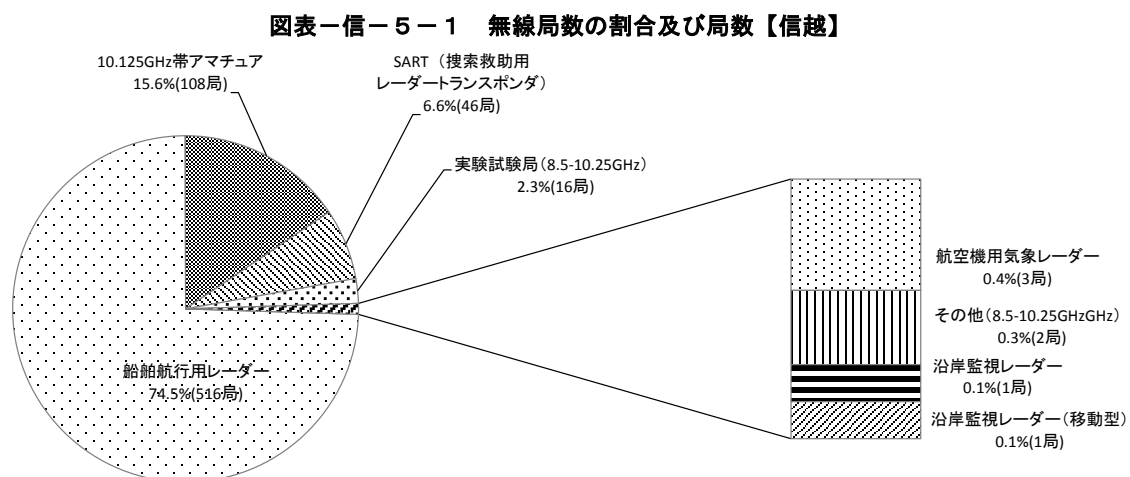 図表－信－５－１　無線局数の割合及び局数【信越】
10.125GHz帯アマチュア
15.6%(108局)
SART（捜索救助用
レーダートランスポンダ）
6.6%(46局)
実験試験局（8.5-10.25GHz）
2.3%(16局)
航空機用気象レーダー
0.4%(3局)
その他（8.5-10.25GHzGHz）
0.3%(2局)
沿岸監視レーダー
0.1%(1局)
沿岸監視レーダー（移動型）
0.1%(1局)
船舶航行用レーダー
74.5%(516局)